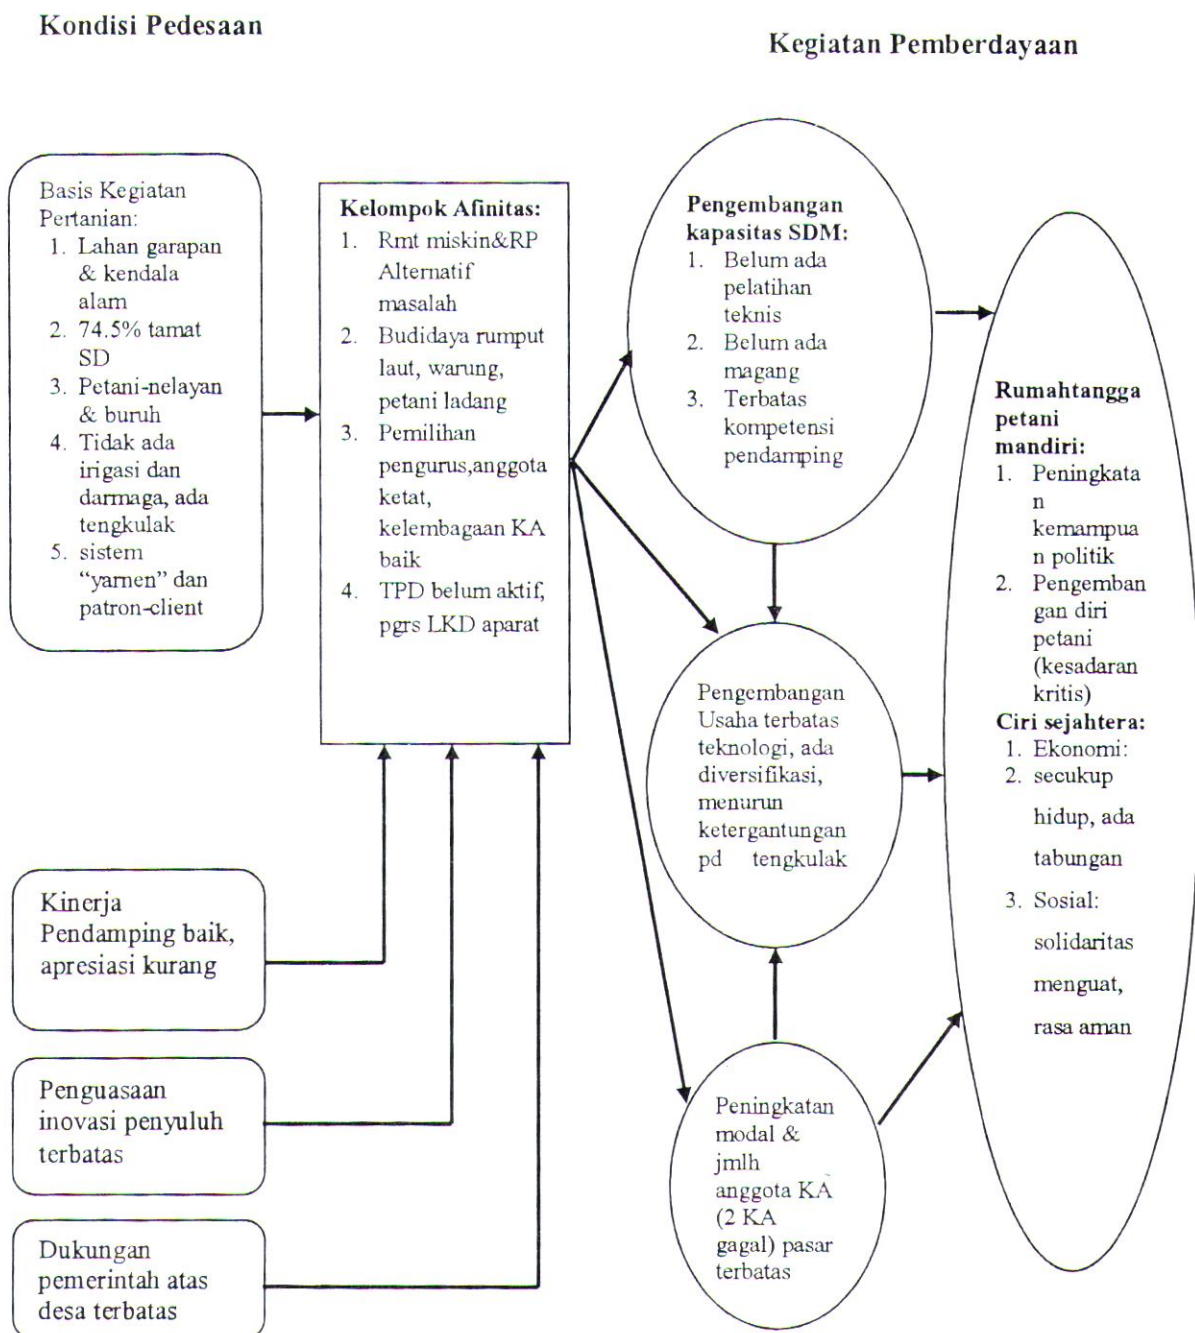 Kondisi Pedesaan
Kegiatan Pemberdayaan
Basis Kegiatan
Pertanian:
1. Lahan garapan
& kendala
alam
2. 74.5% tamat
SD
3. Petani-nelayan
& buruh
4. Tidak ada
irigasi dan
darmaga, ada
tengkulak
5. sistem
"yarnen" dan
patron-client
Kelompok Afinitas:
1. Rmt miskin&RP
Alternatif
masalah
2. Budidaya rumput
laut, warung,
petani ladang
3. Pemilihan
pengurus,anggota
ketat,
kelembagaan KA
baik
4. TPD belum aktif,
pgrs LKD aparat
Pengembangan
kapasitas SDM:
1. Belum ada
pelatihan
teknis
2. Belum ada
magang
3. Terbatas
kompetensi
pendamping
Pengembangan
Usaha terbatas
teknologi, ada
diversifikasi,
menurun
ketergantungan
pd tengkulak
Peningkatan
modal &
jmlh
anggota KA
(2 KA
gagal) pasar
terbatas
Rumahtangga
petani
mandiri:
1. Peningkata
n
kemampua
n politik
2. Pengemban
gan diri
petani
(kesadaran
kritis)
Ciri sejahtera:
1. Ekonomi:
2. secukup
hidup, ada
tabungan
3. Sosial:
solidaritas
menguat,
rasa aman
Kinerja
Pendamping baik,
apresiasi kurang
Penguasaan
inovasi penyuluh
terbatas
Dukungan
pemerintah atas
desa terbatas